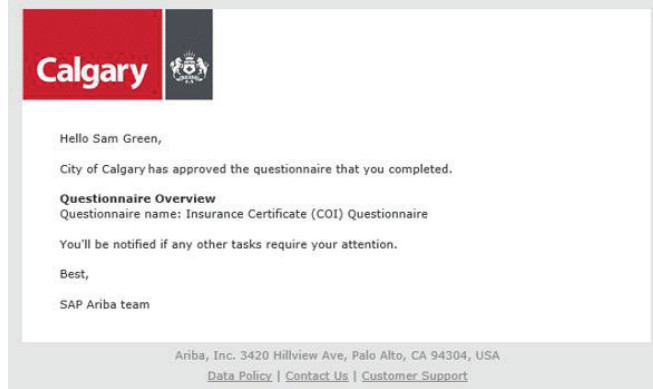 Calgary
Hello Sam Green,
City of Calgary has approved the questionnaire that you completed.
Questionnaire Overview
Questionnaire name: Insurance Certificate (COI) Questionnaire
You'll be notified if any other tasks require your attention.
Best,
SAP Ariba team
Ariba, Inc. 3420 Hillview Ave, Palo Alto, CA 94304, USA
Data Policy | Contact Us | Customer Support